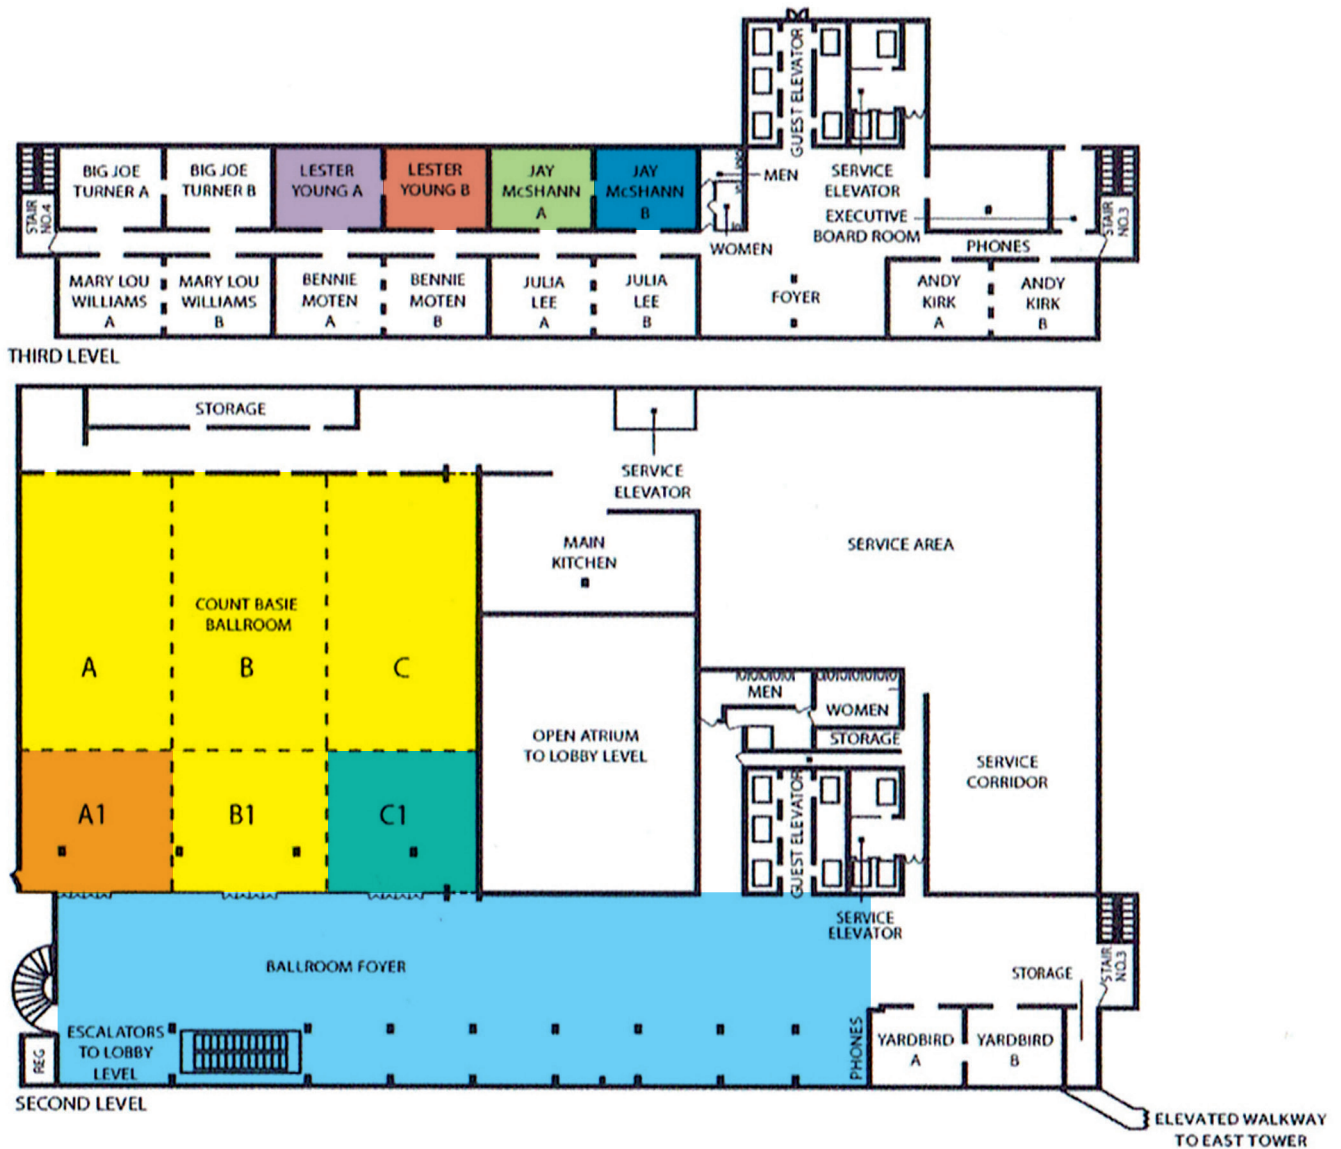 GUEST ELEVATOR
BIG JOE
TURNER A
BIG JOE
TURNER B
LESTER
YOUNG A
LESTER
YOUNG B
JAY
McSHANN
A
JAY
McSHANN
B
MEN
WOMEN
SERVICE
ELEVATOR
EXECUTIVE
BOARD ROOM
PHONES
STAIR
NO.4
STAIR
NO.3
MARY LOU
WILLIAMS
A
MARY LOU
WILLIAMS
B
BENNIE
MOTEN
A
BENNIE
MOTEN
B
JULIA
LEE
A
JULIA
LEE
B
FOYER
ANDY
KIRK
A
ANDY
KIRK
B
THIRD LEVEL
STORAGE
SERVICE
ELEVATOR
MAIN
KITCHEN
SERVICE AREA
COUNT BASIE
BALLROOM
A
B
C
A1
B1
C1
OPEN ATRIUM
TO LOBBY LEVEL
MEN
WOMEN
STORAGE
GUEST ELEVATOR
SERVICE
CORRIDOR
SERVICE
ELEVATOR
BALLROOM FOYER
STORAGE
STAIR
NO.3
ESCALATORS
TO LOBBY
LEVEL
REG
PHONES
YARDBIRD
A
YARDBIRD
B
SECOND LEVEL
ELEVATED WALKWAY
TO EAST TOWER